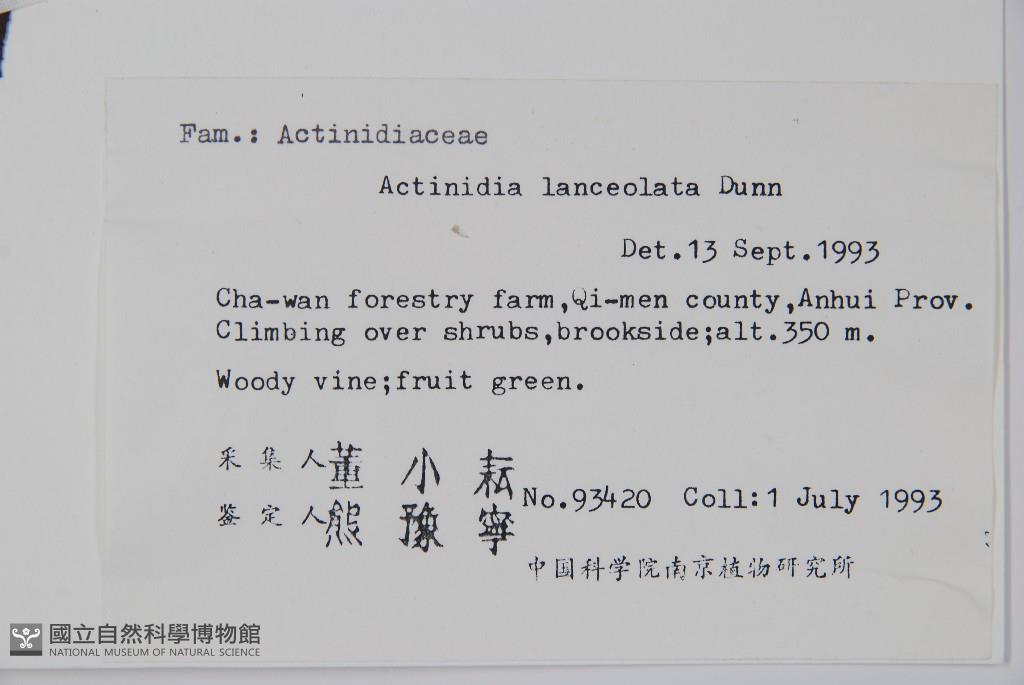 Fam.: Actinidiaceae
Actinidia lanceolata Dunn
Det.13 Sept.1993
Cha-wan forestry farm,Qi-men county,Anhui Prov.
Climbing over shrubs,brookside;alt.350 m.
Woody vine;fruit green.
采集人 董小耘
鉴定人 熊豫寧
No.93420 Coll:1 July 1993
中国科学院南京植物研究所
國立自然科學博物館
NATIONAL MUSEUM OF NATURAL SCIENCE